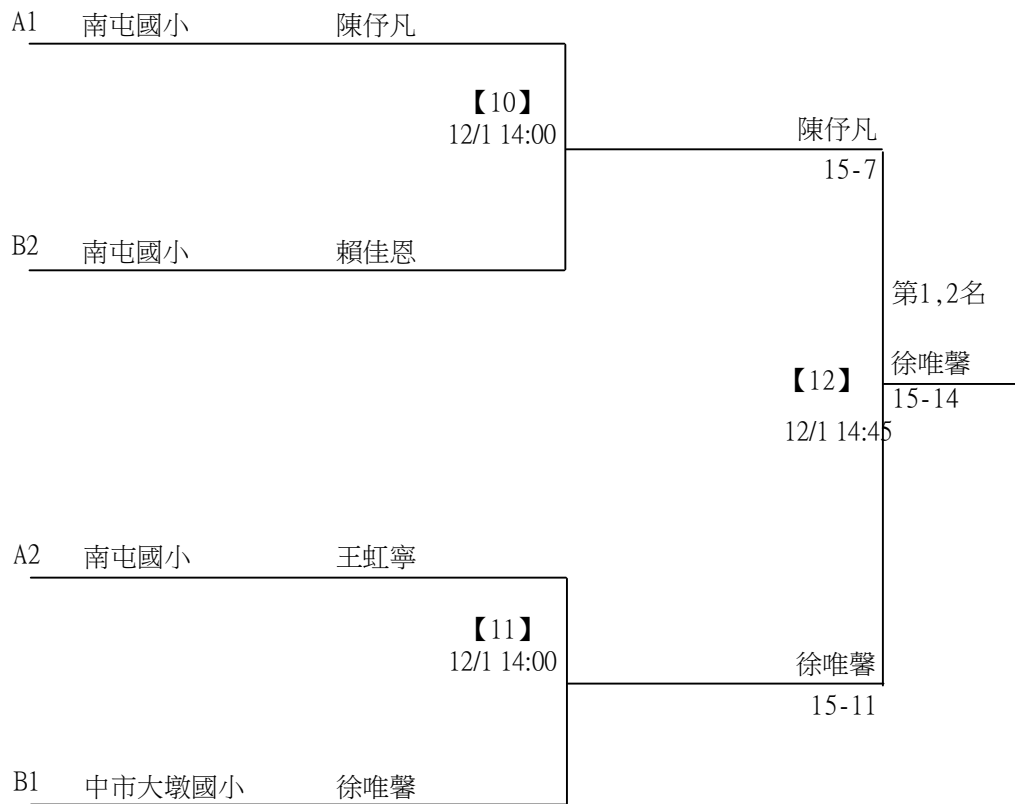 A1 南屯國小 陳伃凡
【10】
12/1 14:00
陳伃凡
15-7
B2 南屯國小 賴佳恩
第1,2名
【12】
徐唯馨
15-14
12/1 14:45
A2 南屯國小 王虹寧
【11】
12/1 14:00
徐唯馨
15-11
B1 中市大墩國小 徐唯馨